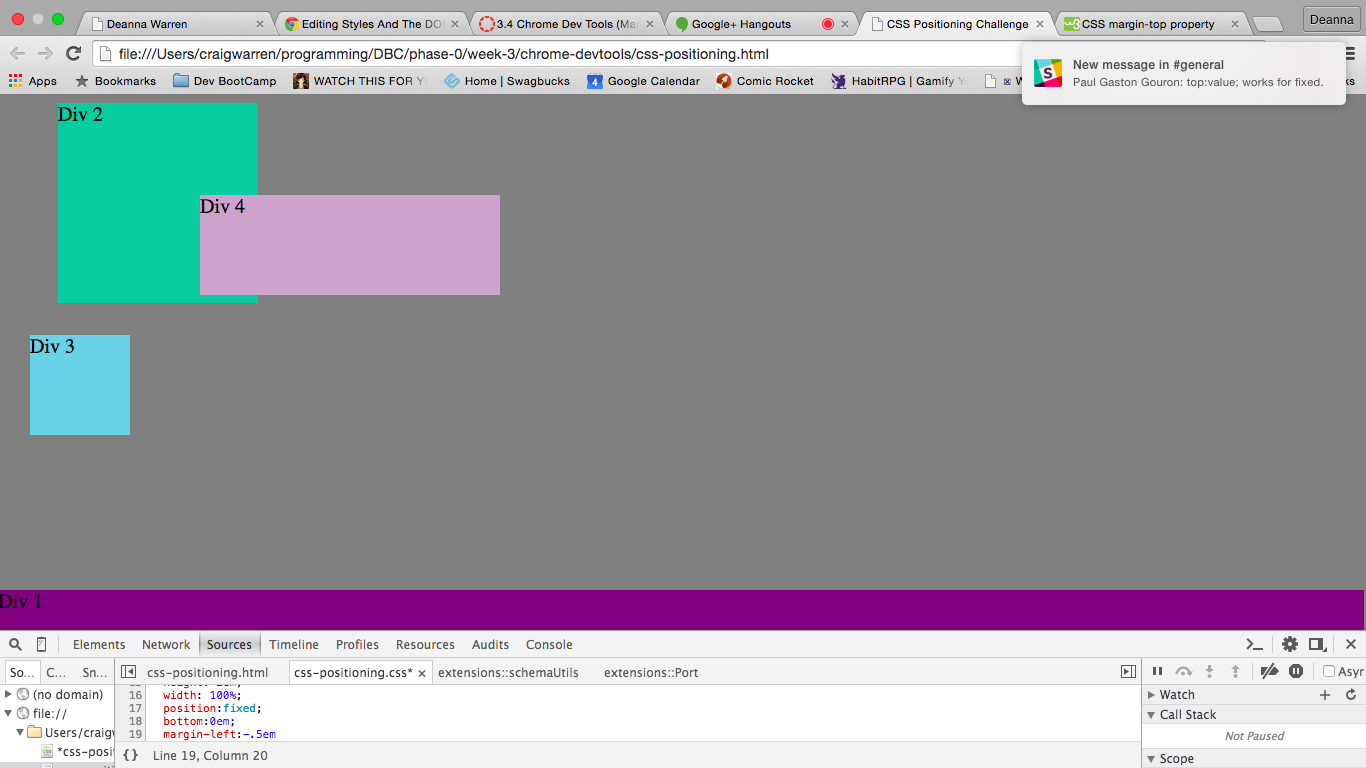 Deanna Warren
Editing Styles And The DO
3.4 Chrome Dev Tools (Ma
Google+ Hangouts
CSS Positioning Challenge
CSS margin-top property
Deanna
file:///Users/craigwarren/programming/DBC/phase-0/week-3/chrome-devtools/css-positioning.html
Apps
Bookmarks
Dev BootCamp
WATCH THIS FOR Y
Home | Swagbucks
Google Calendar
Comic Rocket
HabitRPG | Gamify Y
New message in #general
Paul Gaston Gouron: top:value; works for fixed.
Div 2
Div 4
Div 3
Div 1
Elements Network Sources Timeline Profiles Resources Audits Console
So... C... Sn...
css-positioning.html
css-positioning.css*
extensions::schemaUtils
extensions::Port
Asyr
(no domain)
file://
Users/craigw
*css-posit
16 width: 100%;
17 position:fixed;
18 bottom:0em;
19 margin-left:-.5em
{} Line 19, Column 20
Watch
Call Stack
Not Paused
Scope